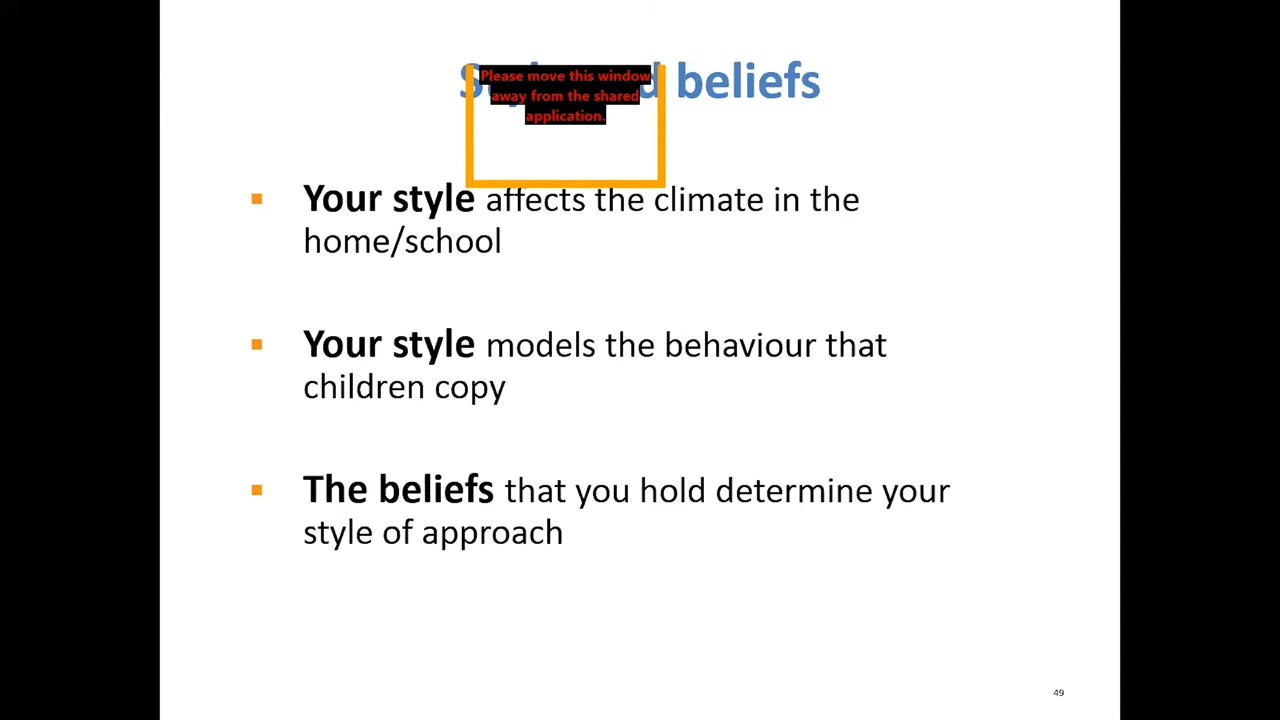 beliefs
Please move this window
away from the shared
application.
Your style affects the climate in the
home/school
Your style models the behaviour that
children copy
The beliefs that you hold determine your
style of approach
49